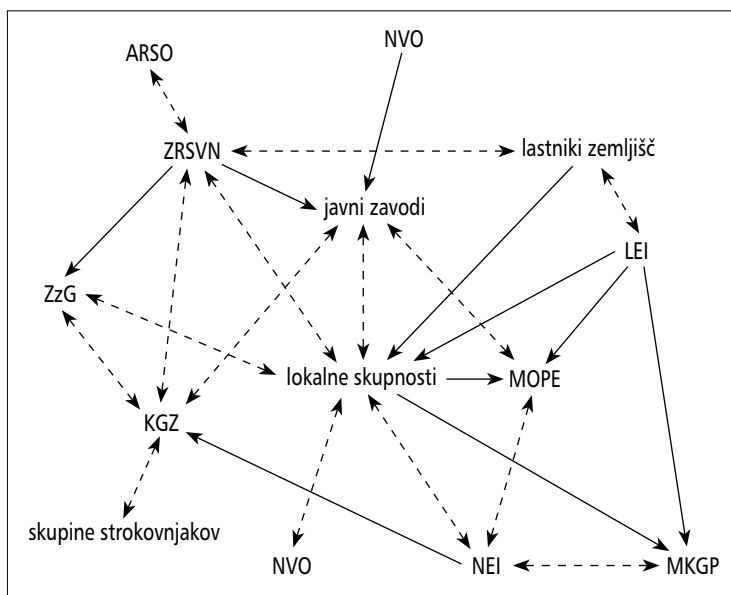 NVO
ARSO
ZRSVN
lastniki zemljišč
javni zavodi
LEI
ZzG
lokalne skupnosti
MOPE
KGZ
skupine strokovnjakov
NVO
NEI
MKGP